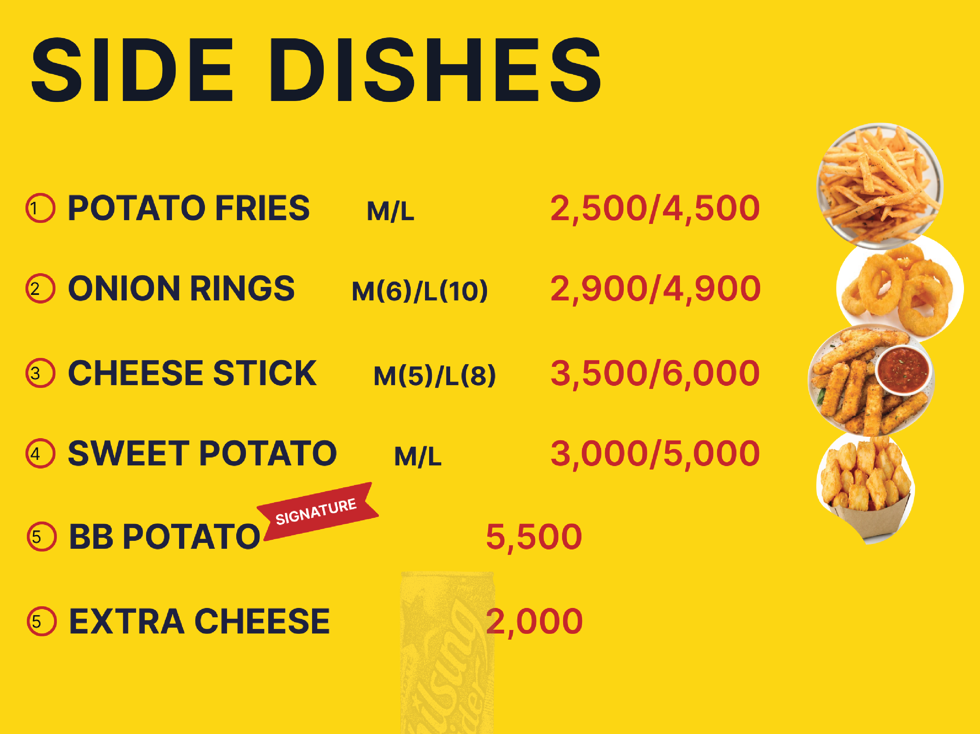 SIDE DISHES
1 POTATO FRIES M/L 2,500/4,500
2 ONION RINGS M(6)/L(10) 2,900/4,900
3 CHEESE STICK M(5)/L(8) 3,500/6,000
4 SWEET POTATO M/L 3,000/5,000
SIGNATURE
5 BB POTATO 5,500
5 EXTRA CHEESE 2,000